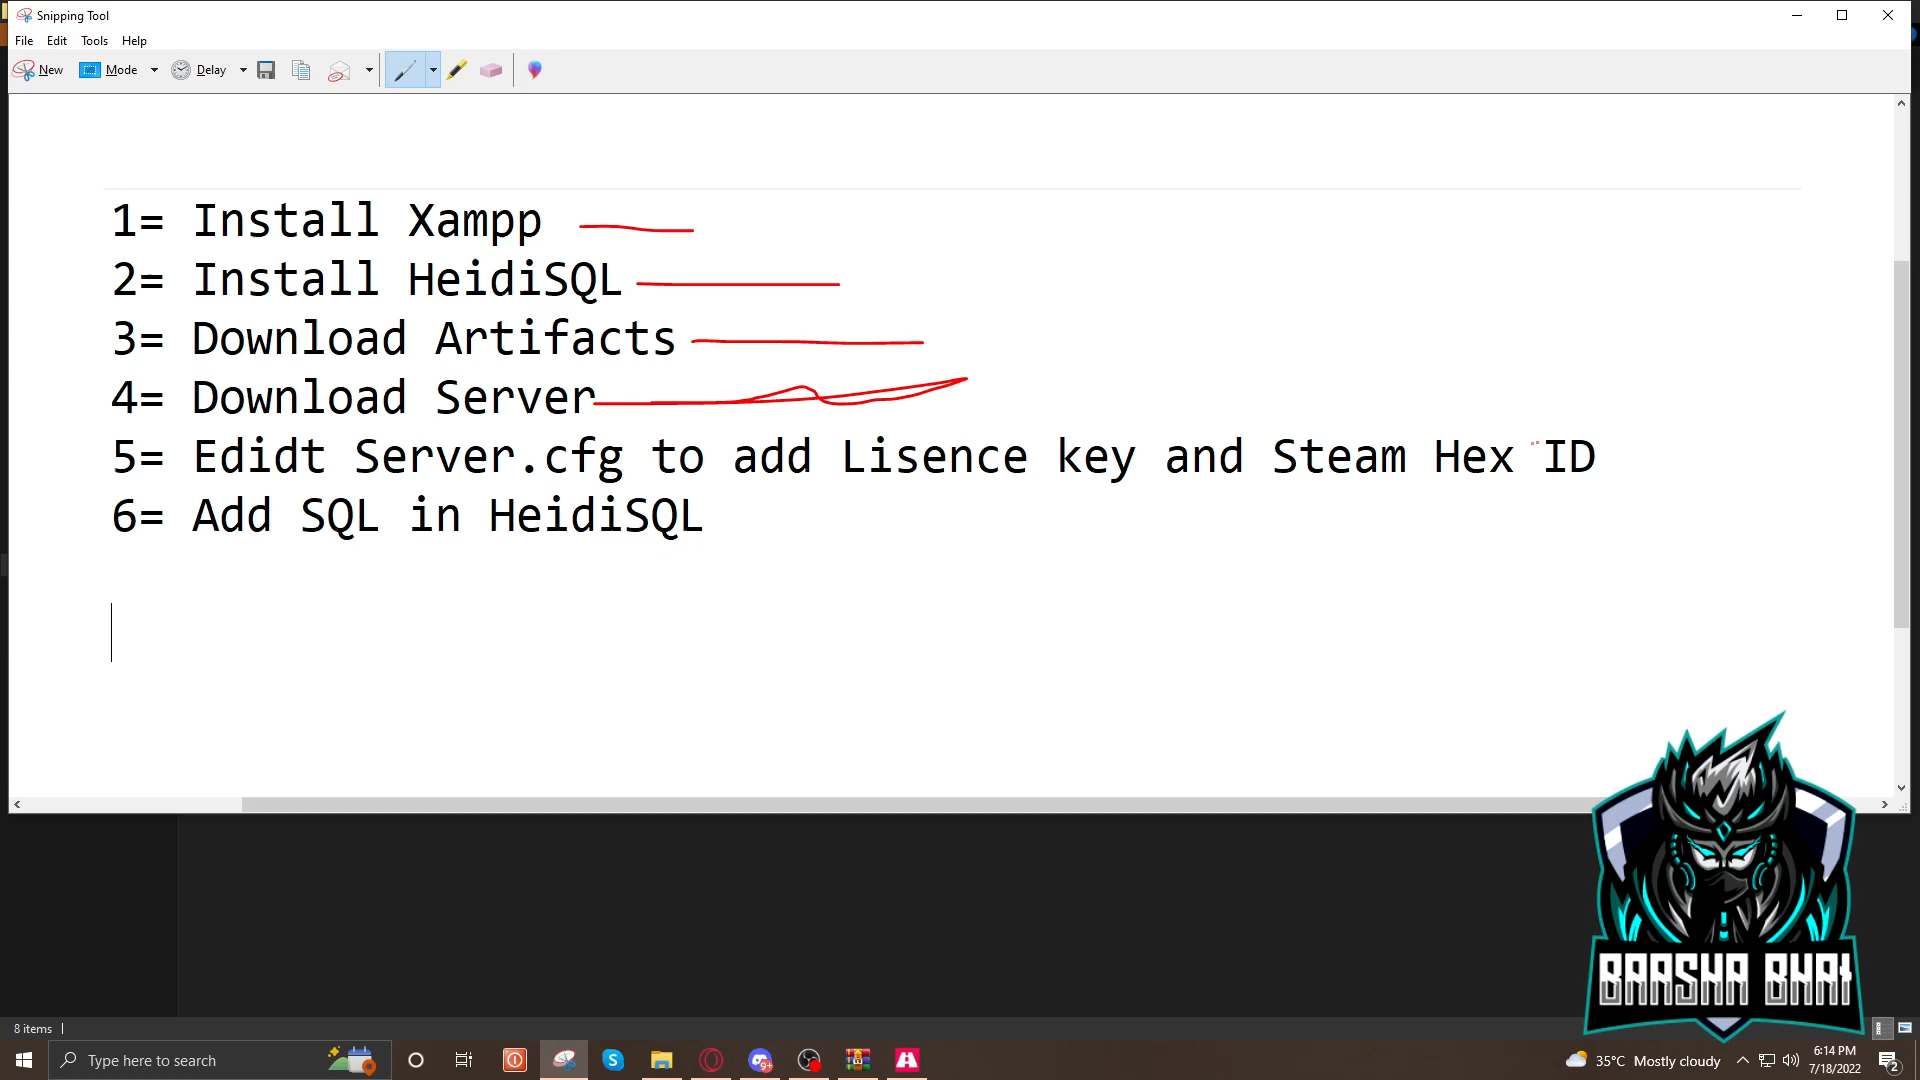 Snipping Tool
File Edit Tools Help
New Mode Delay
1= Install Xampp
2= Install HeidiSQL
3= Download Artifacts
4= Download Server
5= Edidt Server.cfg to add Lisence key and Steam Hex ID
6= Add SQL in HeidiSQL
BAASHA BHAI
8 items
Type here to search
9+
35°C Mostly cloudy
6:14 PM
7/18/2022
2